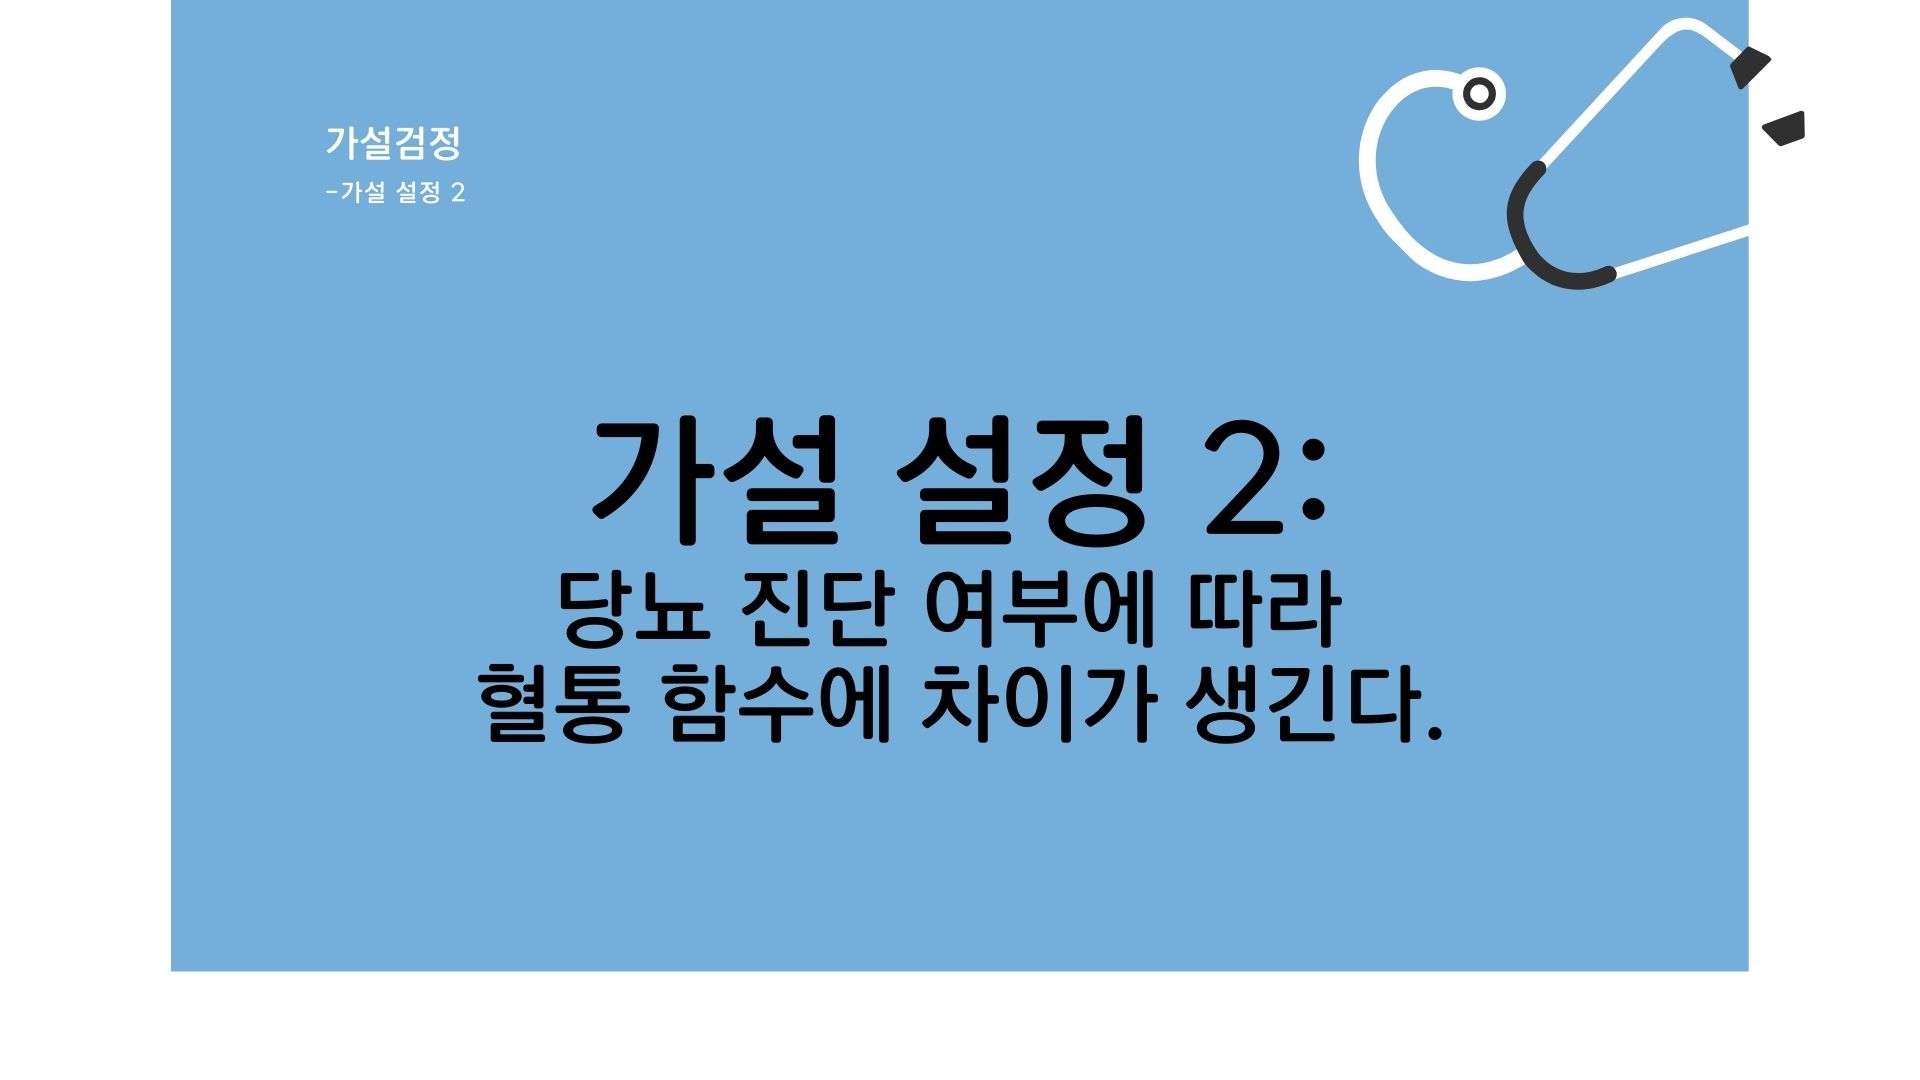 가설검정
-가설 설정 2
가설 설정 2:
당뇨 진단 여부에 따라
혈통 함수에 차이가 생긴다.